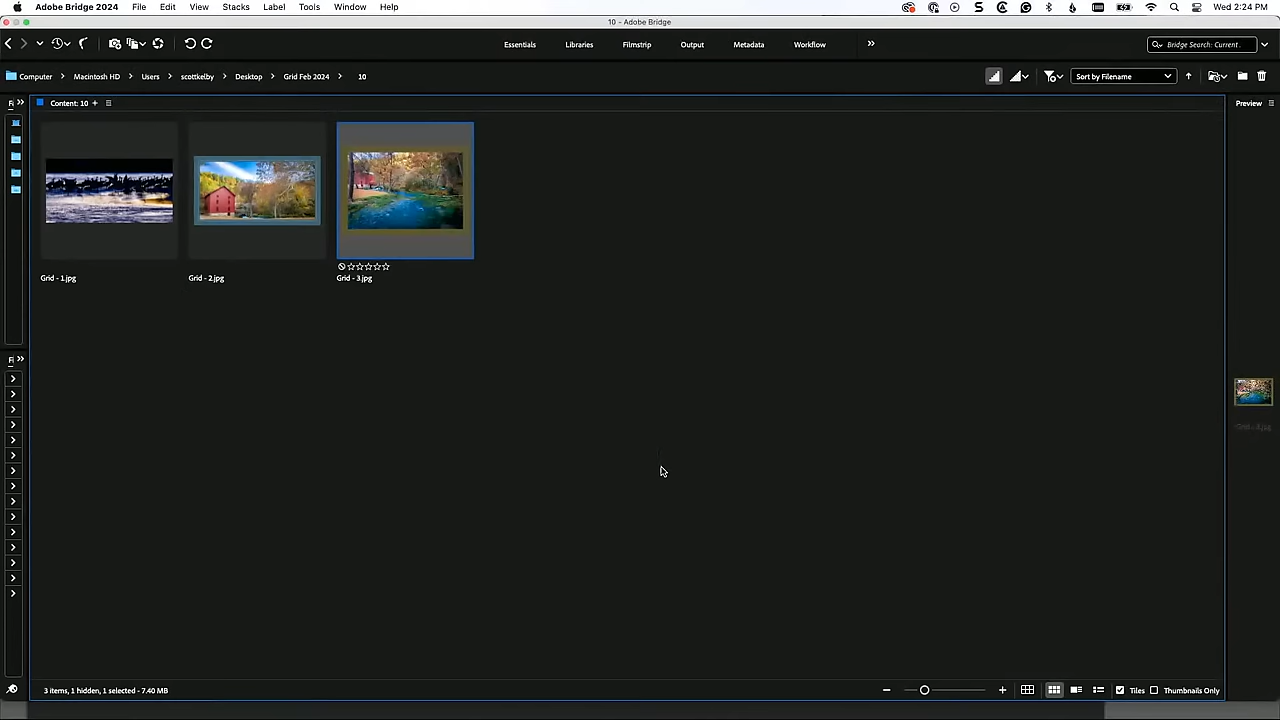 Adobe Bridge 2024 File Edit View Stacks Label Tools Window Help Wed 2:24 PM
10 – Adobe Bridge
Essentials Libraries Filmstrip Output Metadata Workflow Bridge Search: Current.
Computer Macintosh HD Users scottkelby Desktop Grid Feb 2024 10 Sort by Filename
Content: 10 Preview
Grid - 1.jpg Grid - 2.jpg Grid - 3.jpg
Grid - 3.jpg
3 items, 1 hidden, 1 selected - 7.40 MB Tiles Thumbnails Only